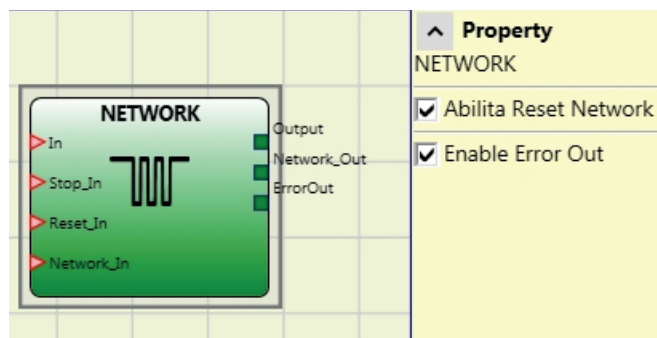 NETWORK
In
Stop_In
Reset_In
Network_In
Output
Network_Out
ErrorOut
Property
NETWORK
Abilita Reset Network
Enable Error Out